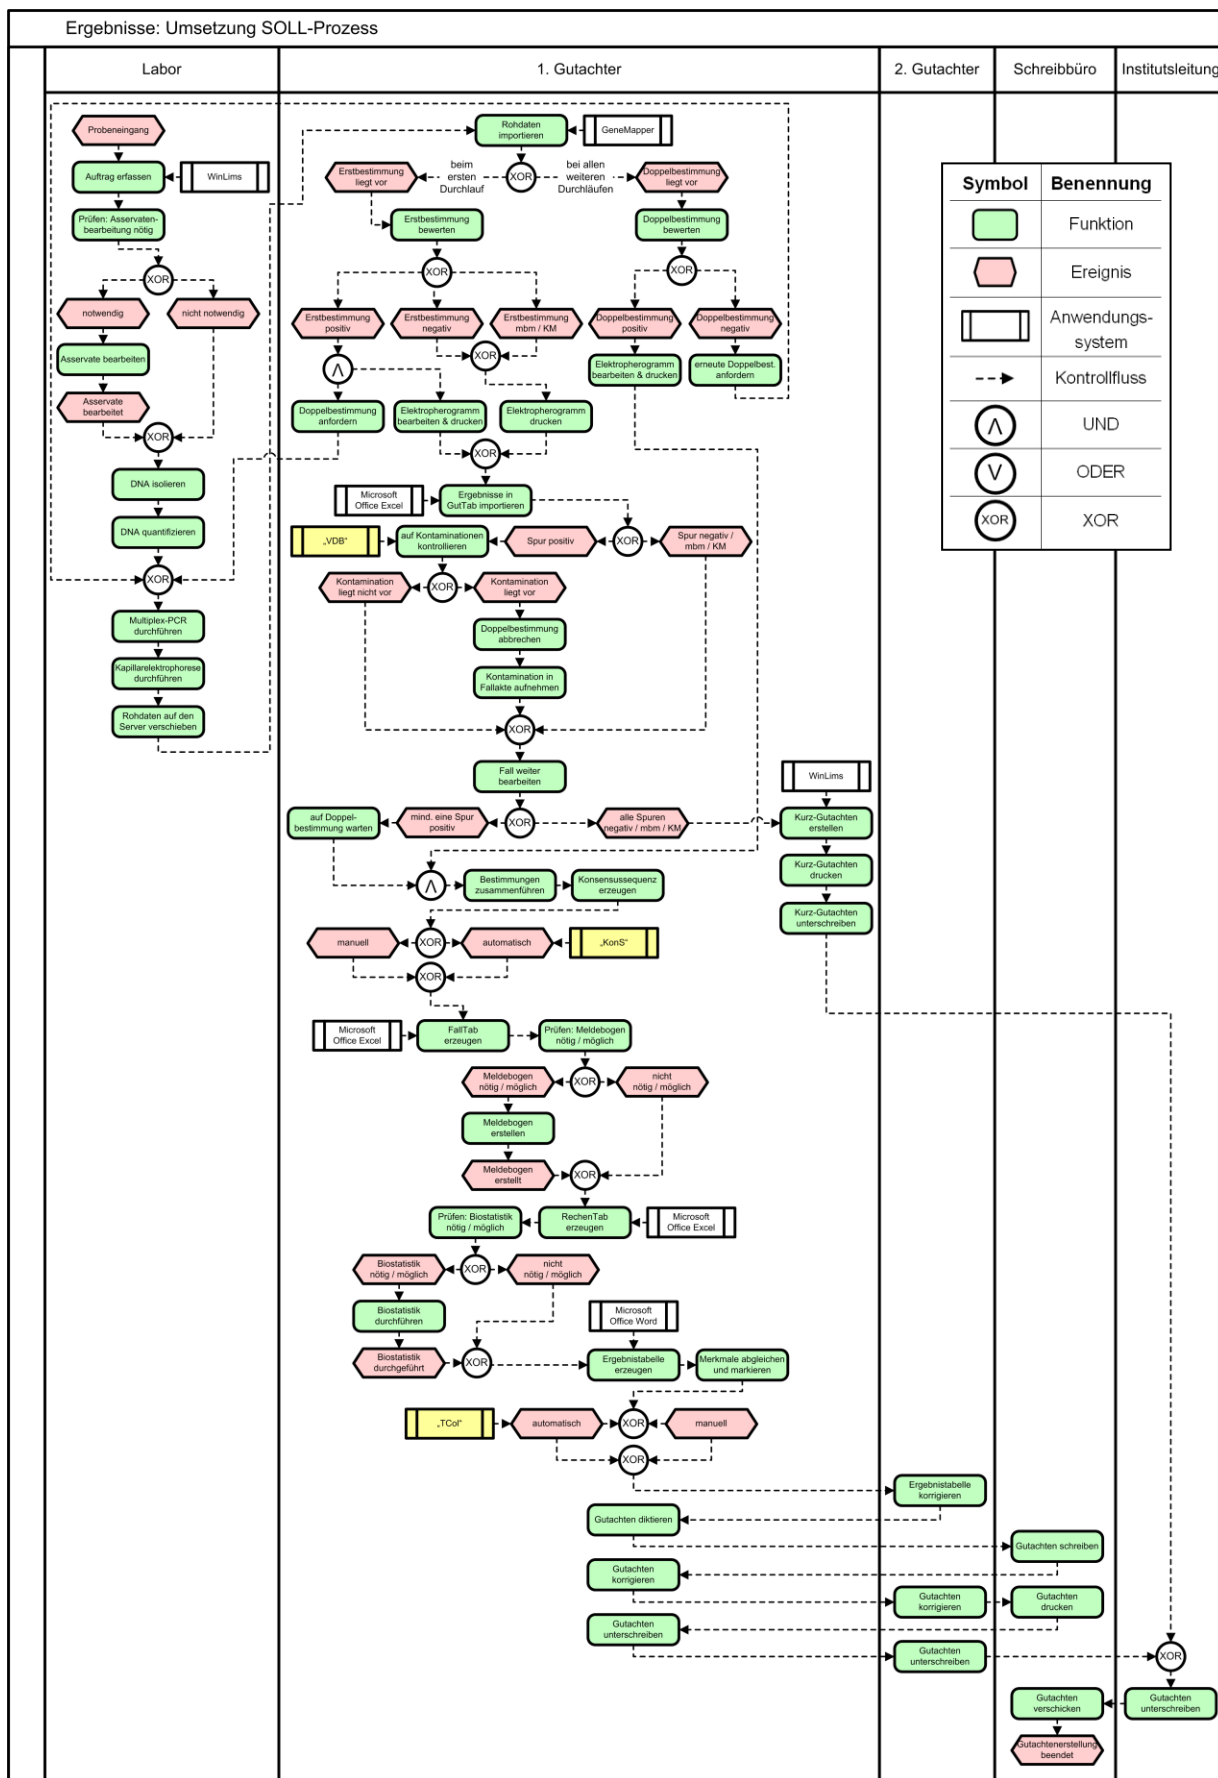 Ergebnisse: Umsetzung SOLL-Prozess
Labor
1. Gutachter
2. Gutachter
Schreibbüro
Institutsleitung
Probeneingang
Auftrag erfassen
WinLims
Prüfen: Asservaten-
bearbeitung nötig
XOR
notwendig
nicht notwendig
Asservate bearbeiten
Asservate
bearbeitet
XOR
DNA isolieren
DNA quantifizieren
XOR
Multiplex-PCR
durchführen
Kapillarelektrophorese
durchführen
Rohdaten auf den
Server verschieben
Rohdaten
importieren
GeneMapper
Erstbestimmung
liegt vor
beim
ersten
Durchlauf
XOR
bei allen
weiteren
Durchläufen
Doppelbestimmung
liegt vor
Erstbestimmung
bewerten
Doppelbestimmung
bewerten
XOR
XOR
Erstbestimmung
positiv
Erstbestimmung
negativ
Erstbestimmung
mbm / KM
Doppelbestimmung
positiv
Doppelbestimmung
negativ
Λ
XOR
Elektropherogramm
bearbeiten & drucken
erneute Doppelbest.
anfordern
Doppelbestimmung
anfordern
Elektropherogramm
bearbeiten & drucken
Elektropherogramm
drucken
XOR
Microsoft
Office Excel
Ergebnisse in
GutTab importieren
„VDB“
auf Kontaminationen
kontrollieren
Spur positiv
XOR
Spur negativ /
mbm / KM
Kontamination
liegt nicht vor
XOR
Kontamination
liegt vor
Doppelbestimmung
abbrechen
Kontamination in
Fallakte aufnehmen
XOR
Fall weiter
bearbeiten
auf Doppel-
bestimmung warten
mind. eine Spur
positiv
XOR
alle Spuren
negativ / mbm / KM
WinLims
Kurz-Gutachten
erstellen
Kurz-Gutachten
drucken
Kurz-Gutachten
unterschreiben
Λ
Bestimmungen
zusammenführen
Konsensussequenz
erzeugen
manuell
XOR
automatisch
„KonS“
XOR
Microsoft
Office Excel
FallTab
erzeugen
Prüfen: Meldebogen
nötig / möglich
Meldebogen
nötig / möglich
XOR
nicht
nötig / möglich
Meldebogen
erstellen
Meldebogen
erstellt
XOR
Prüfen: Biostatistik
nötig / möglich
RechenTab
erzeugen
Microsoft
Office Excel
Biostatistik
nötig / möglich
XOR
nicht
nötig / möglich
Biostatistik
durchführen
Microsoft
Office Word
Biostatistik
durchgeführt
XOR
Ergebnistabelle
erzeugen
Merkmale abgleichen
und markieren
„TCol“
automatisch
XOR
manuell
XOR
Ergebnistabelle
korrigieren
Gutachten diktieren
Gutachten schreiben
Gutachten
korrigieren
Gutachten
korrigieren
Gutachten
drucken
Gutachten
unterschreiben
Gutachten
unterschreiben
XOR
Gutachten
verschicken
Gutachten
unterschreiben
Gutachtenerstellung
beendet
Symbol
Benennung
Funktion
Ereignis
Anwendungs-
system
Kontrollfluss
Λ
UND
V
ODER
XOR
XOR